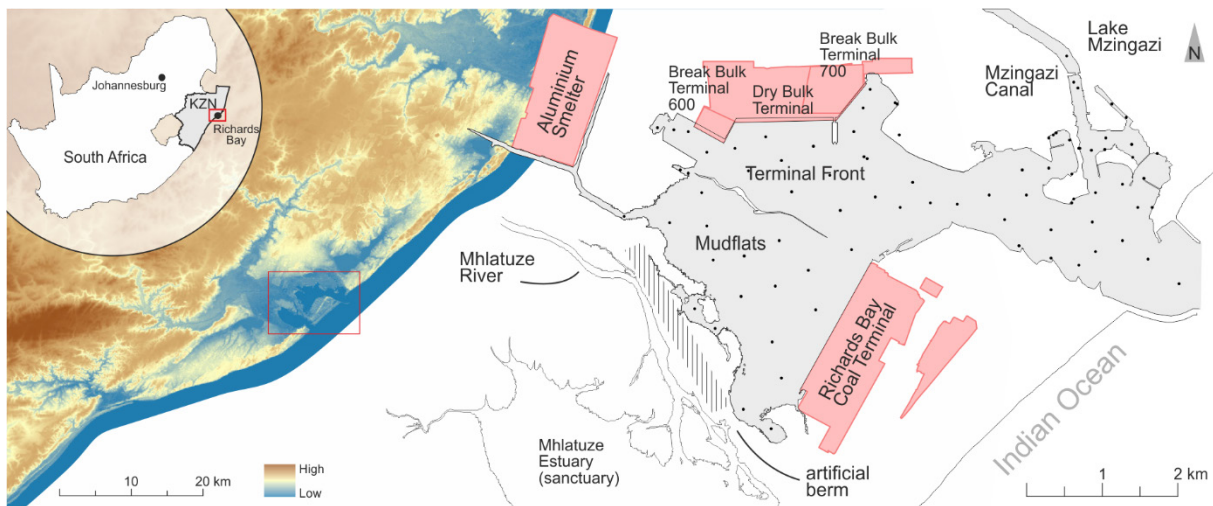 Johannesburg
KZN
Richards
Bay
South Africa
10
20 km
High
Low
Aluminium
Smelter
Break Bulk
Terminal
600
Dry Bulk
Terminal
Break Bulk
Terminal
700
Lake
Mzingazi
Mzingazi
Canal
N
Terminal Front
Mudflats
Mhlatuze
River
Richards Bay
Coal Terminal
Mhlatuze
Estuary
(sanctuary)
artificial
berm
Indian Ocean
1
2 km